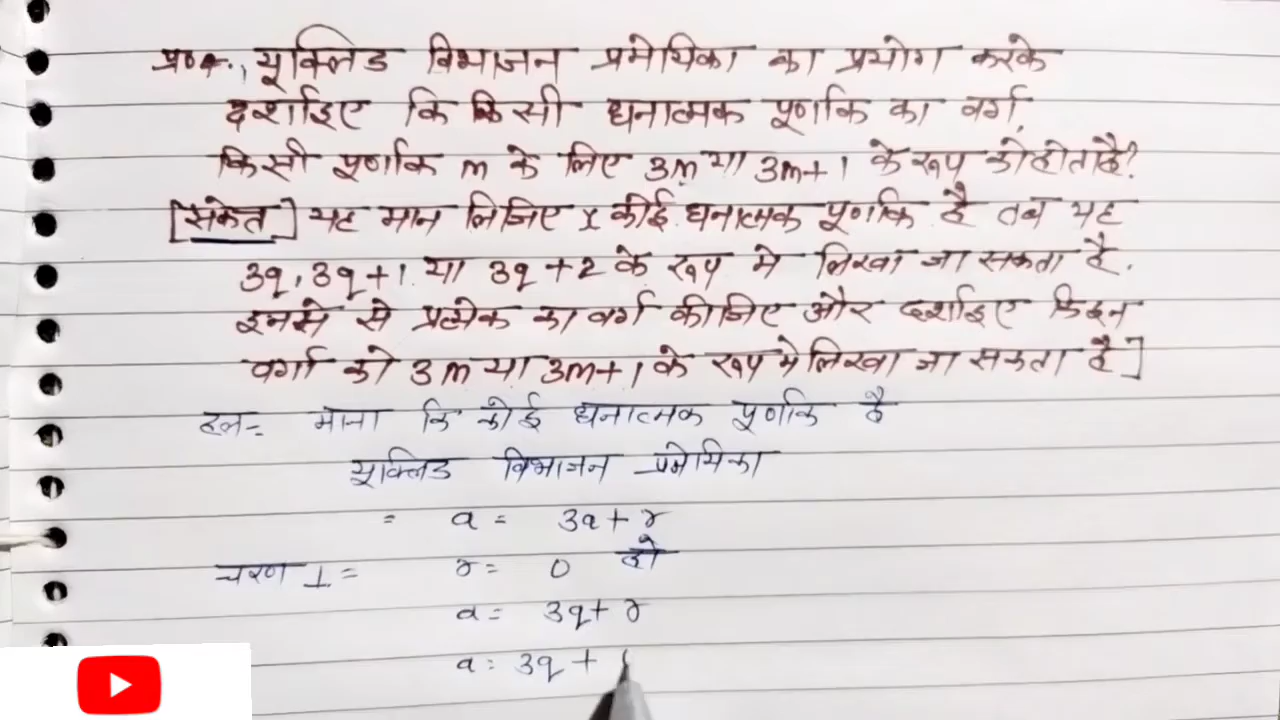 प्र०4., यूक्लिड विभाजन प्रमेयिका का प्रयोग करके
दर्शाइए कि किसी धनात्मक पूर्णाक का वर्ग,
किसी पूर्णाक m के लिए 3m या 3m+1 के रूप को होता है?
[संकेत] यह मान लिजिए x कोई धनात्मक पूर्णाक है तब यह
3q, 3q+1 या 3q+2 के रूप मे लिखा जा सकता है.
इनमे से प्रत्येक का वर्ग कीजिए और दर्शाइए कि इन
वर्गो को 3m या 3m+1 के रूप मे लिखा जा सकता है]
हल= माना कि कोई धनात्मक पूर्णाक है
यूक्लिड विभाजन प्रमेयिका
= a = 3q + r
चरण 1 = r = 0 हो
a = 3q + r
a = 3q +